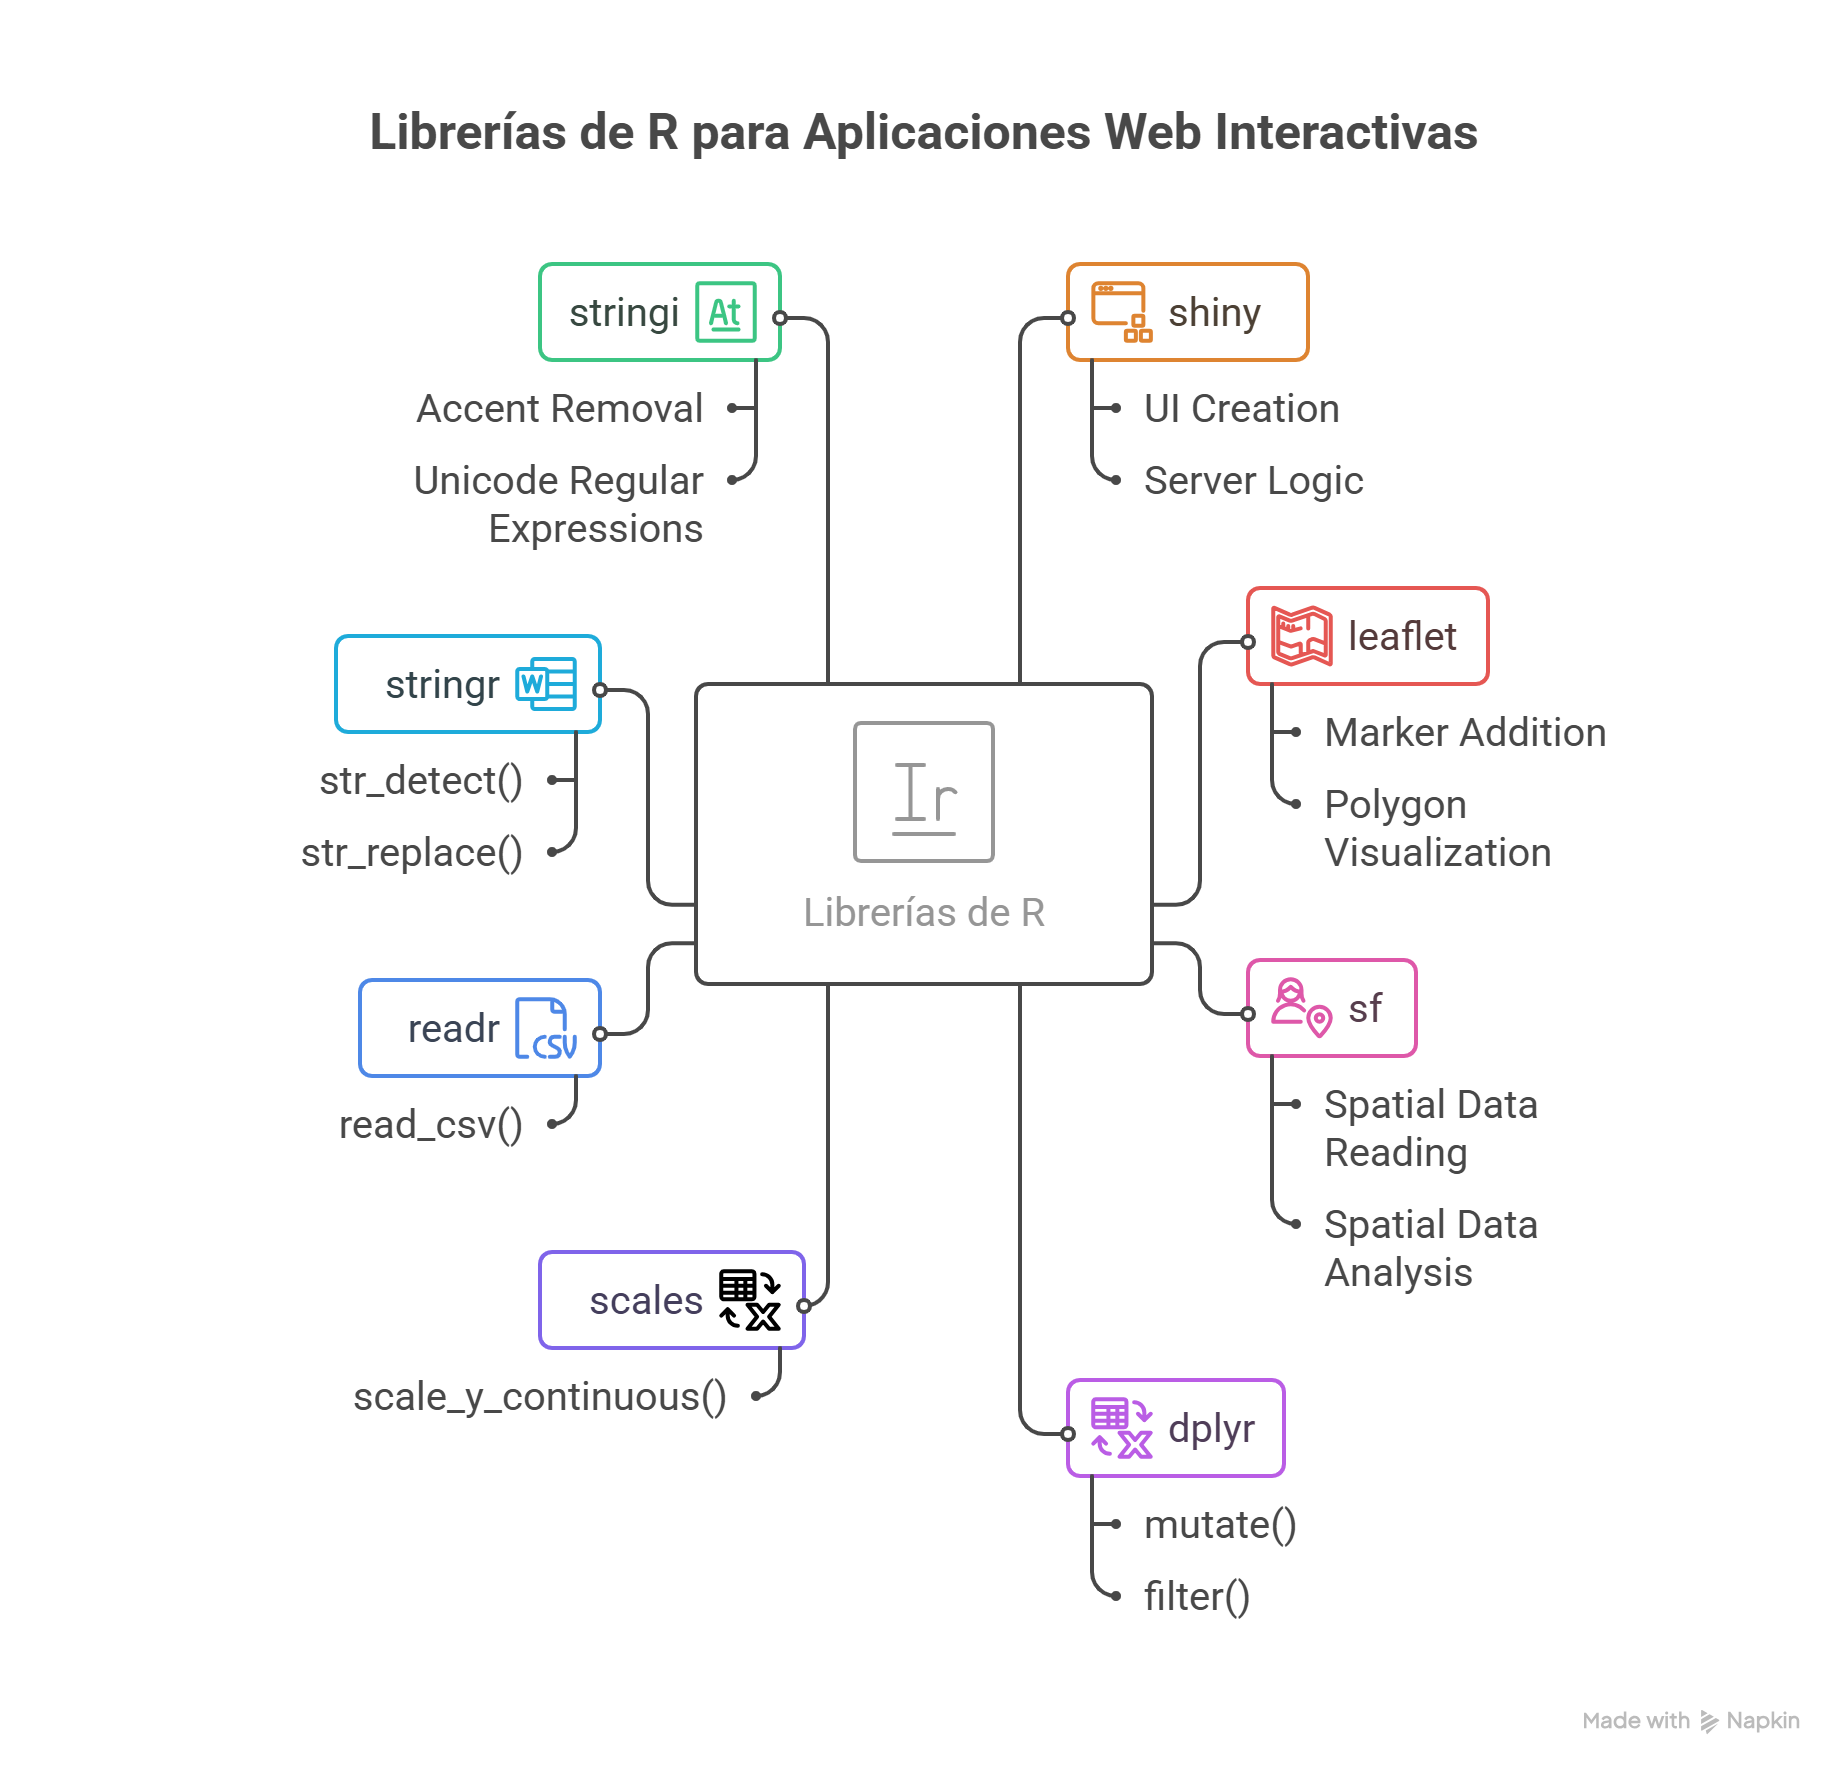 Librerías de R para Aplicaciones Web Interactivas
stringi
At
Accent Removal
Unicode Regular
Expressions
shiny
UI Creation
Server Logic
stringr
W
str_detect()
str_replace()
leaflet
Marker Addition
Polygon
Visualization
Ir
Librerías de R
readr
CSV
read_csv()
sf
Spatial Data
Reading
Spatial Data
Analysis
scales
X
scale_y_continuous()
dplyr
X
mutate()
filter()
Made with Napkin